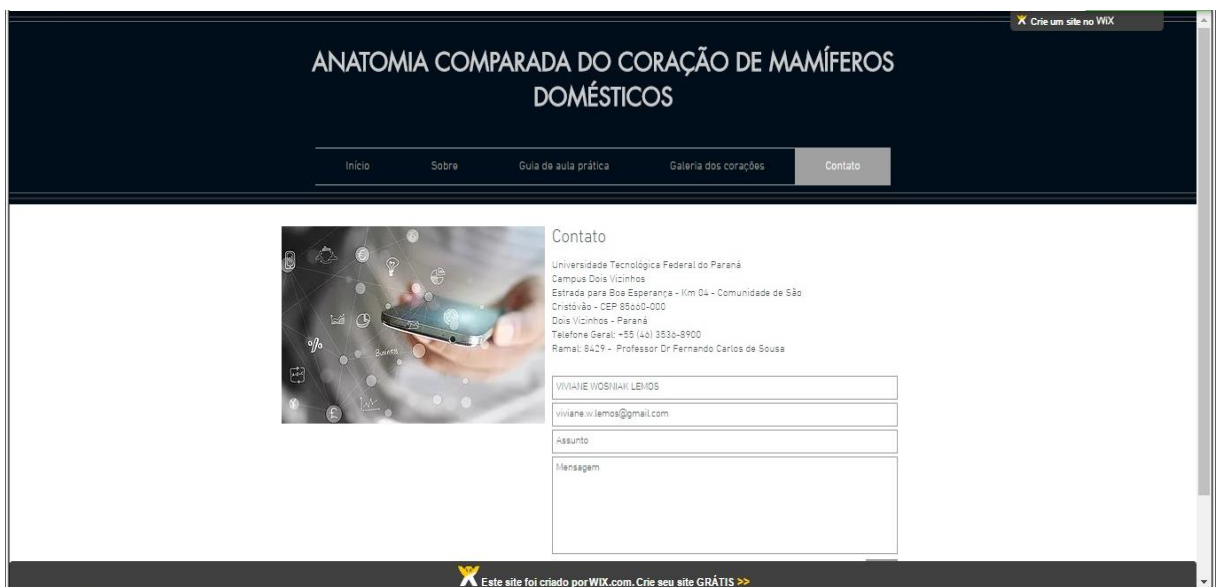 Crie um site no WiX
ANATOMIA COMPARADA DO CORAÇÃO DE MAMÍFEROS
DOMÉSTICOS
Início Sobre Guia de aula prática Galeria dos corações Contato
Contato
Universidade Tecnológica Federal do Paraná
Campus Dois Vizinhos
Estrada para Boa Esperança - Km 04 - Comunidade de São
Cristóvão - CEP 85660-000
Dois Vizinhos - Paraná
Telefone Geral: +55 (46) 3536-8900
Ramal: 8429 - Professor Dr Fernando Carlos de Sousa
VIVIANE WOSNIAK LEMOS
viviane.w.lemos@gmail.com
Assunto
Mensagem
%
Business
€
£
¥
Este site foi criado por WIX.com. Crie seu site GRÁTIS >>